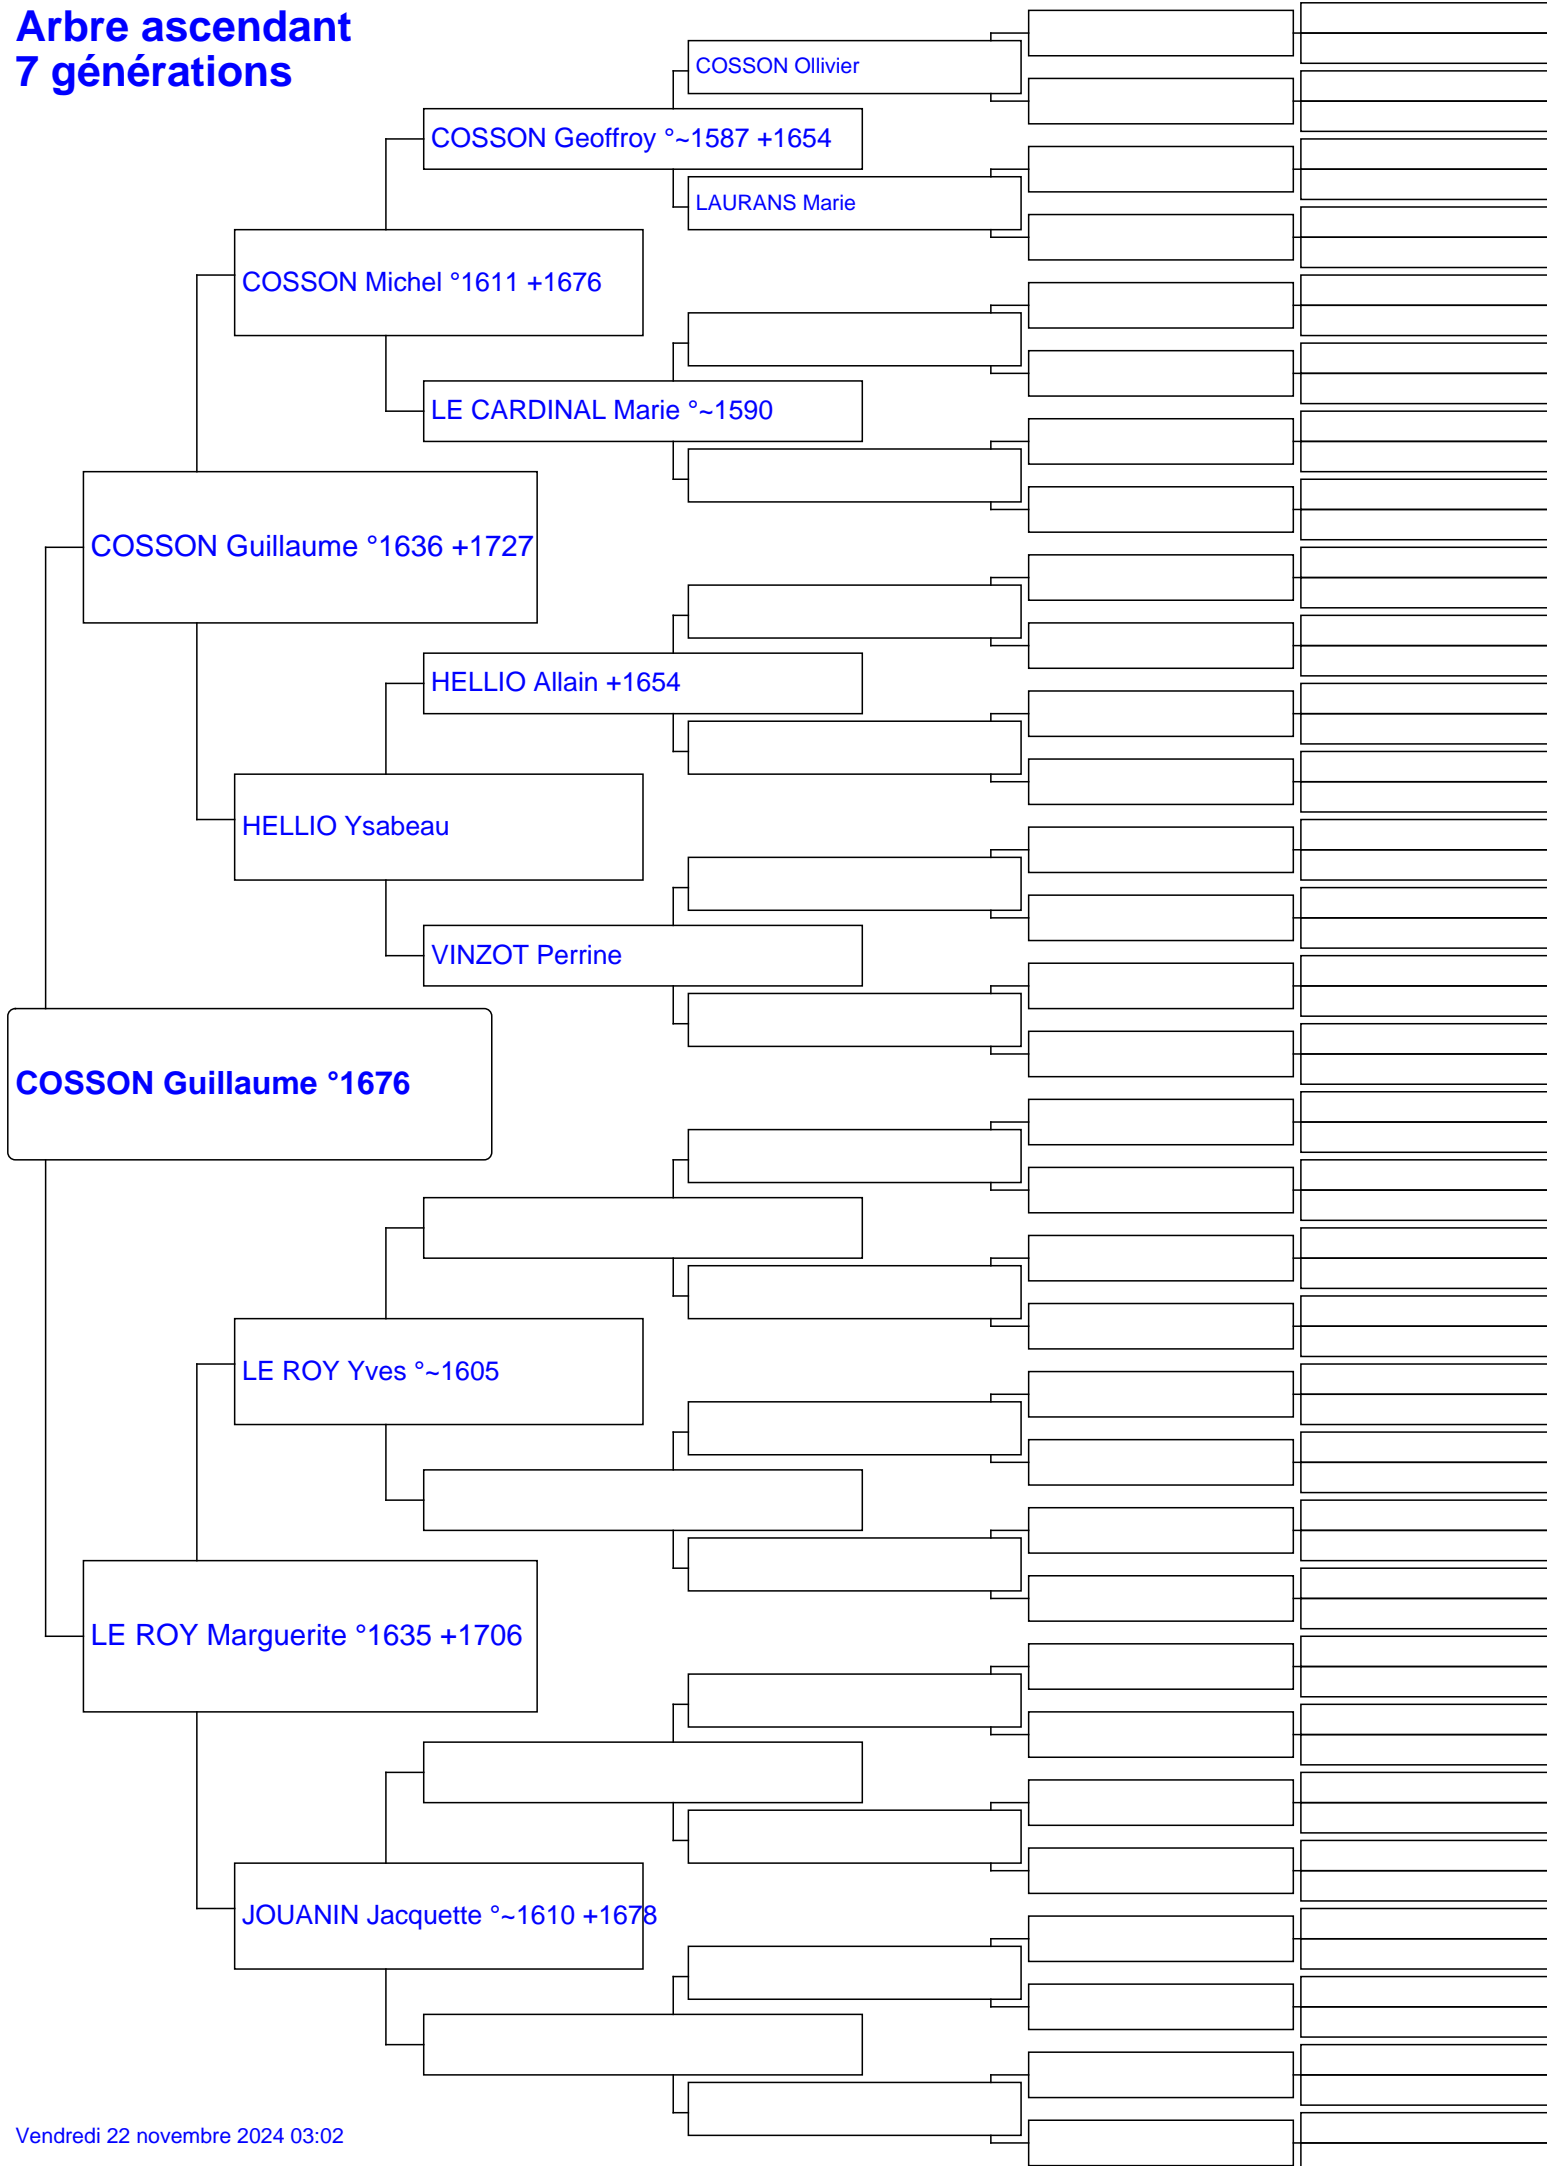 Arbre ascendant
7 générations
COSSON Ollivier
COSSON Geoffroy °~1587 +1654
LAURANS Marie
COSSON Michel °1611 +1676
LE CARDINAL Marie °~1590
COSSON Guillaume °1636 +1727
HELLIO Allain +1654
HELLIO Ysabeau
VINZOT Perrine
COSSON Guillaume °1676
LE ROY Yves °~1605
LE ROY Marguerite °1635 +1706
JOUANIN Jacquette °~1610 +1678
Vendredi 22 novembre 2024 03:02